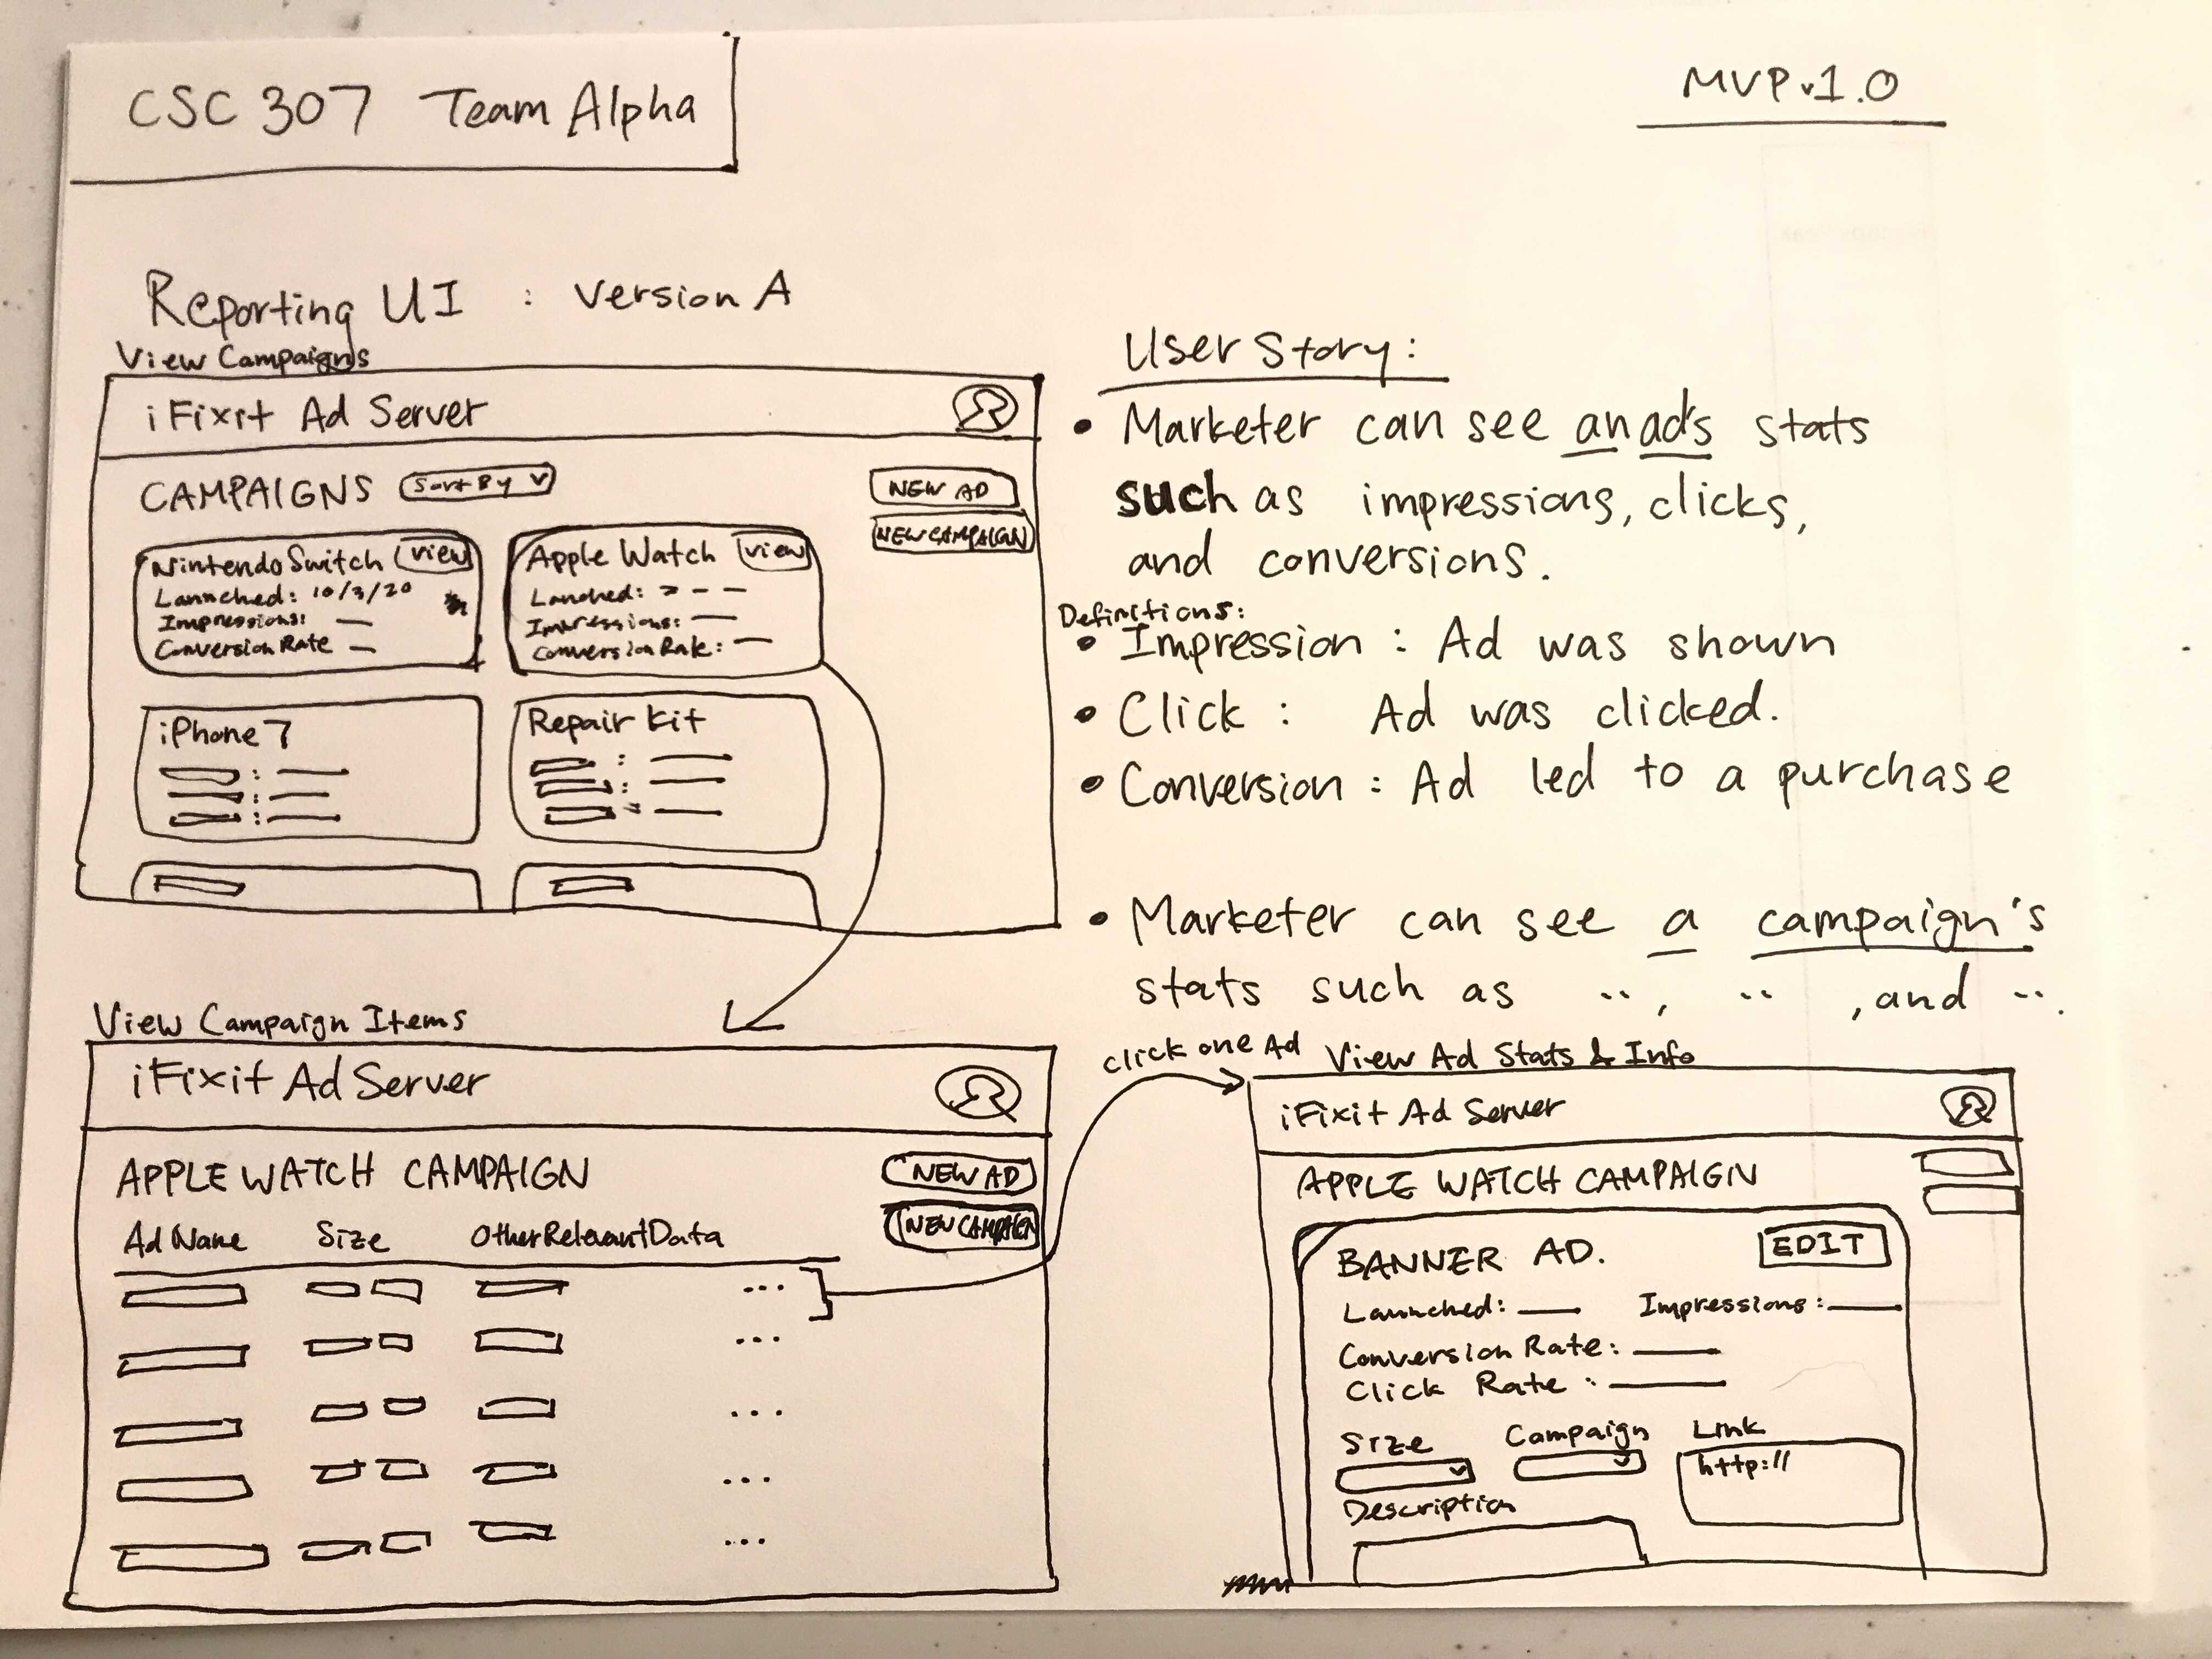 CSC 307 Team Alpha
MVP v1.0
Reporting UI : Version A
View Campaigns
iFixit Ad Server
CAMPAIGNS Sort By
NEW AD
NEW CAMPAIGN
Nintendo Switch View
Launched: 10/3/20
Impressions: —
Conversion Rate —
Apple Watch View
Lanched: > - -
Impressions: —
Conversion Rate: —
iPhone 7
Repair Kit
User Story:
• Marketer can see an ad's stats
such as impressions, clicks,
and conversions.
Definitions:
• Impression : Ad was shown
• Click : Ad was clicked.
• Conversion : Ad led to a purchase
• Marketer can see a campaign's
stats such as .., .. , and ...
View Campaign Items
iFixit Ad Server
APPLE WATCH CAMPAIGN
NEW AD
NEW CAMPAIGN
Ad Name Size Other Relevant Data
...
...
...
...
...
click one Ad
View Ad Stats & Info
iFixit Ad Server
APPLE WATCH CAMPAIGN
BANNER AD. EDIT
Launched: — Impressions: —
Conversion Rate: —
Click Rate : —
Size Campaign Link
http://
Description